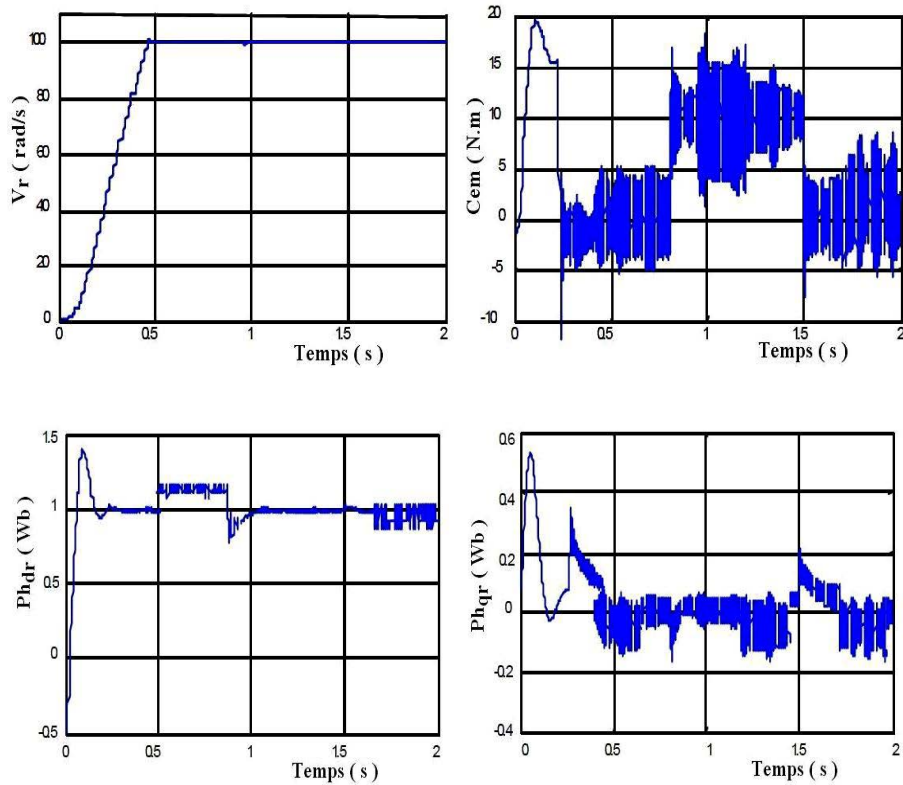 V_r ( rad/s )
100
80
60
40
20
0
0 0.5 1 1.5 2
Temps ( s )
Cem ( N.m )
20
15
10
5
0
-5
-10
0 0.5 1 1.5 2
Temps ( s )
Ph_dr ( Wb )
1.5
1
0.5
0
-0.5
0 0.5 1 1.5 2
Temps ( s )
Ph_qr ( Wb )
0.6
0.4
0.2
0
-0.2
-0.4
0 0.5 1 1.5 2
Temps ( s )